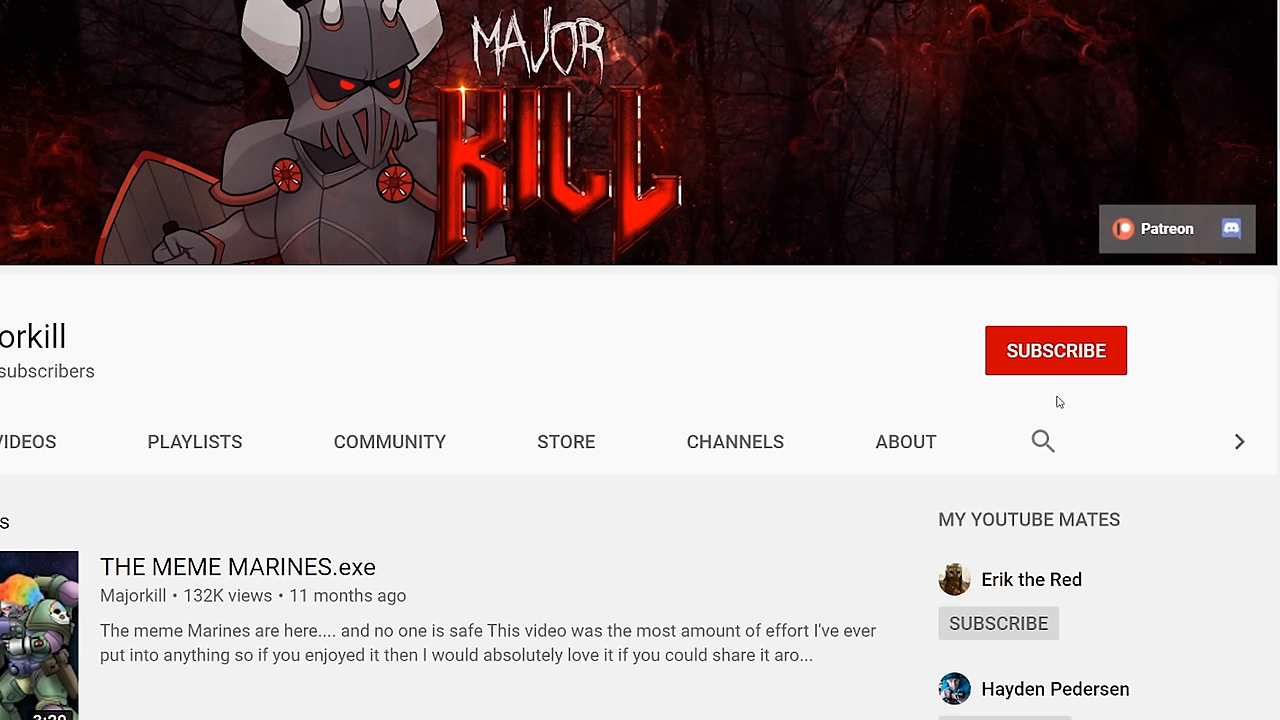 MAJOR
KILL
Patreon
orkill
subscribers
SUBSCRIBE
VIDEOS
PLAYLISTS
COMMUNITY
STORE
CHANNELS
ABOUT
s
MY YOUTUBE MATES
THE MEME MARINES.exe
Majorkill • 132K views • 11 months ago
The meme Marines are here.... and no one is safe This video was the most amount of effort I've ever
put into anything so if you enjoyed it then I would absolutely love it if you could share it aro...
Erik the Red
SUBSCRIBE
Hayden Pedersen